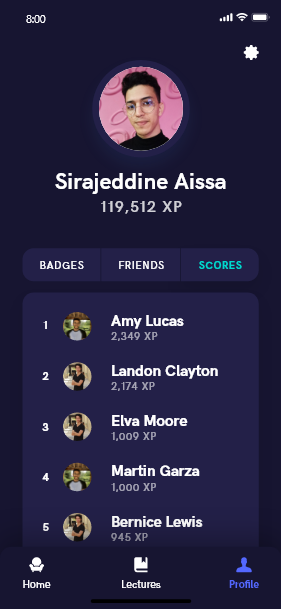 8:00
Sirajeddine Aissa
119,512 XP
BADGES FRIENDS SCORES
1 Amy Lucas
2,349 XP
2 Landon Clayton
2,174 XP
3 Elva Moore
1,009 XP
4 Martin Garza
1,000 XP
5 Bernice Lewis
945 XP
Home Lectures Profile